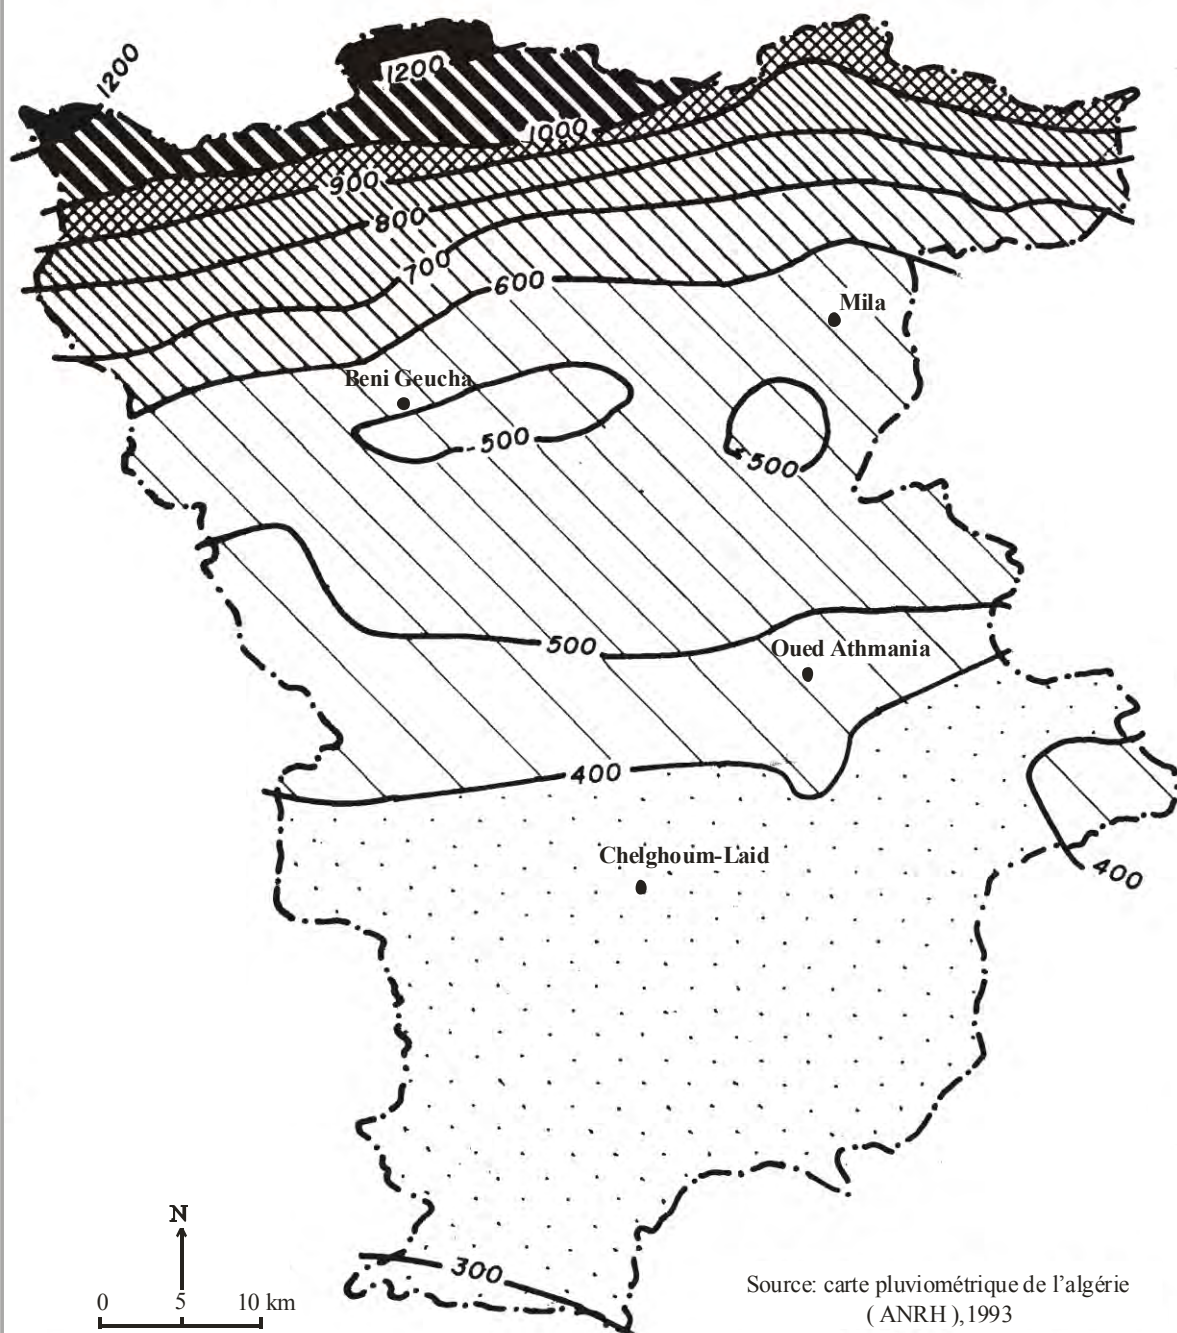 1200
1200
1000
900
800
700
600
Mila
Beni Geucha
-500
500
500
Oued Athmania
400
Chelghoum-Laid
400
N
300
0 5 10 km
Source: carte pluviométrique de l'algérie
( ANRH ),1993